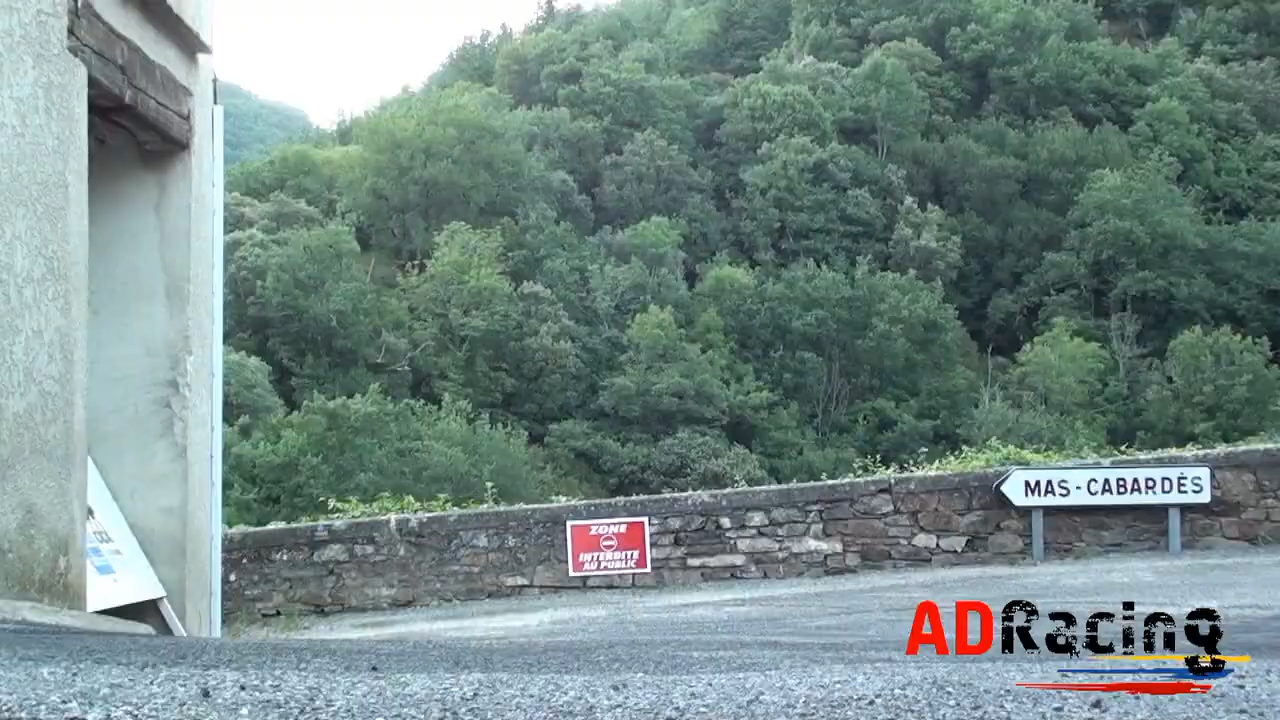 MAS-CABARDÈS
ZONE
INTERDITE
AU PUBLIC
ADRacing